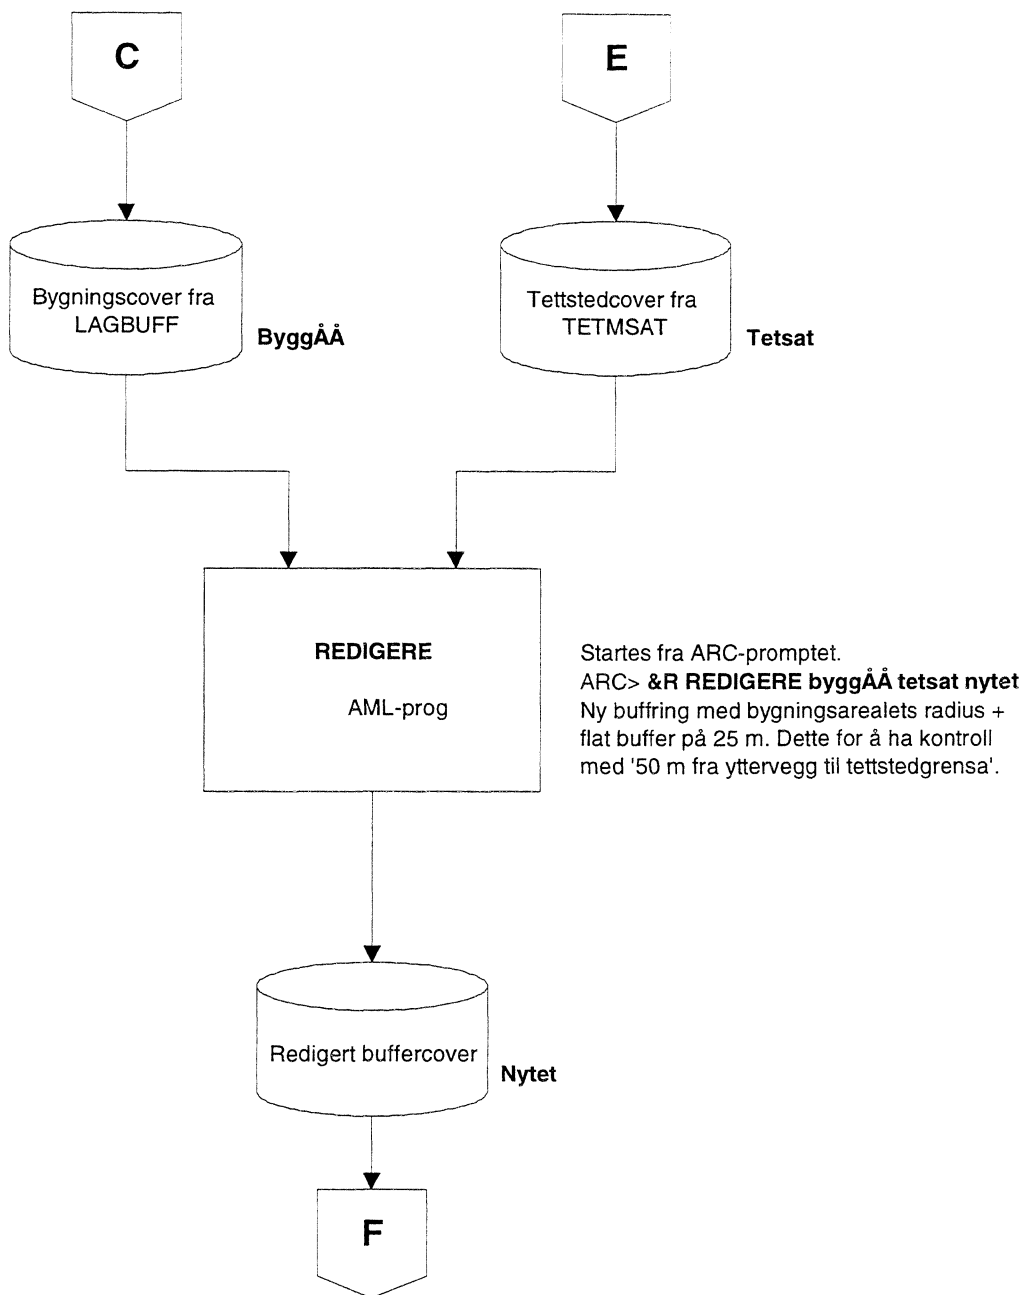 C
E
Bygningscover fra
LAGBUFF
ByggÅÅ
Tettstedcover fra
TETMSAT
Tetsat
REDIGERE
AML-prog
Startes fra ARC-promptet.
ARC> &R REDIGERE byggÅÅ tetsat nytet
Ny buffring med bygningsarealets radius +
flat buffer på 25 m. Dette for å ha kontroll
med '50 m fra yttervegg til tettstedgrensa'.
Redigert buffercover
Nytet
F